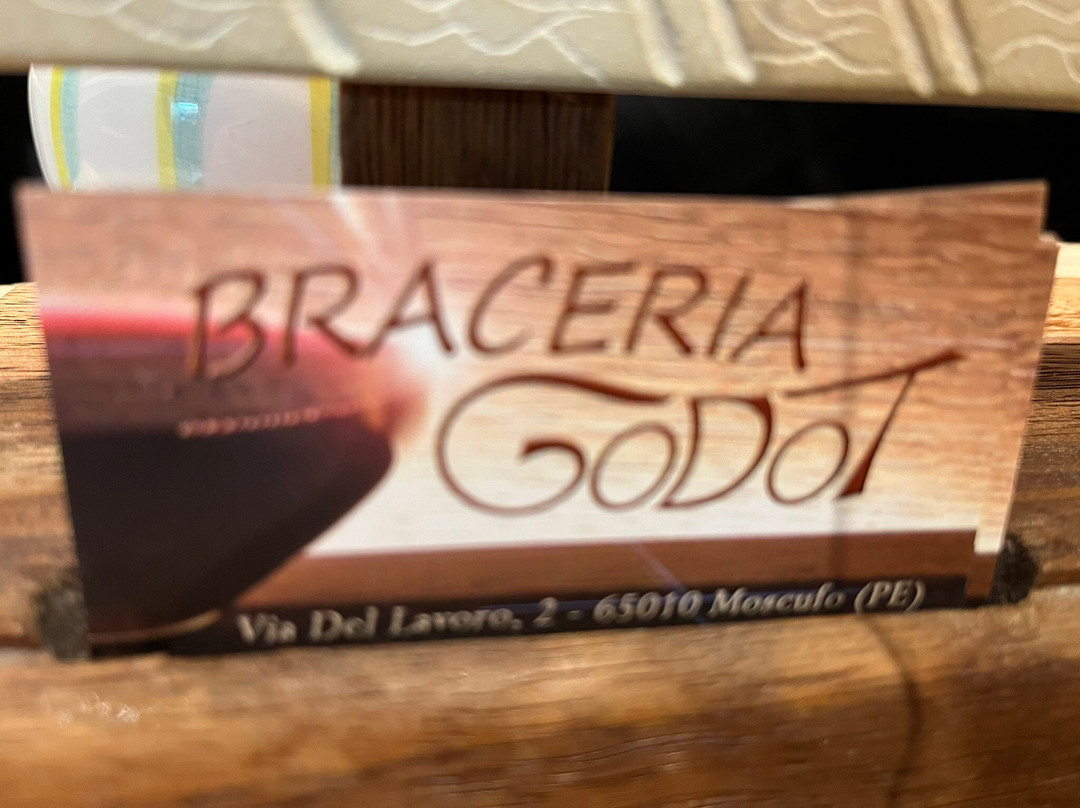 BRACERIA
GODOT
Via Del Lavoro, 2 - 65010 Moscufo (PE)